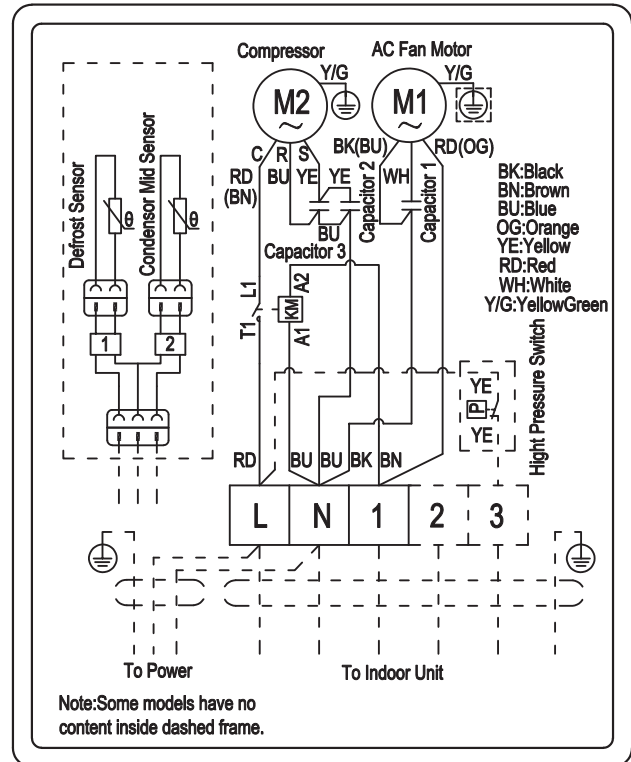 Compressor
AC Fan Motor
Y/G
Y/G
M2
M1
~
~
C R S
BK(BU)
RD(OG)
RD
(BN)
BU
YE
YE
WH
BU
Capacitor 2
Capacitor 1
Capacitor 3
BK:Black
BN:Brown
BU:Blue
OG:Orange
YE:Yellow
RD:Red
WH:White
Y/G:YellowGreen
Defrost Sensor
θ
Condensor Mid Sensor
θ
1
2
L1
T1
KM
A2
A1
YE
P
YE
Hight Pressure Switch
RD
BU
BU
BK
BN
L
N
1
2
3
To Power
To Indoor Unit
Note:Some models have no
content inside dashed frame.